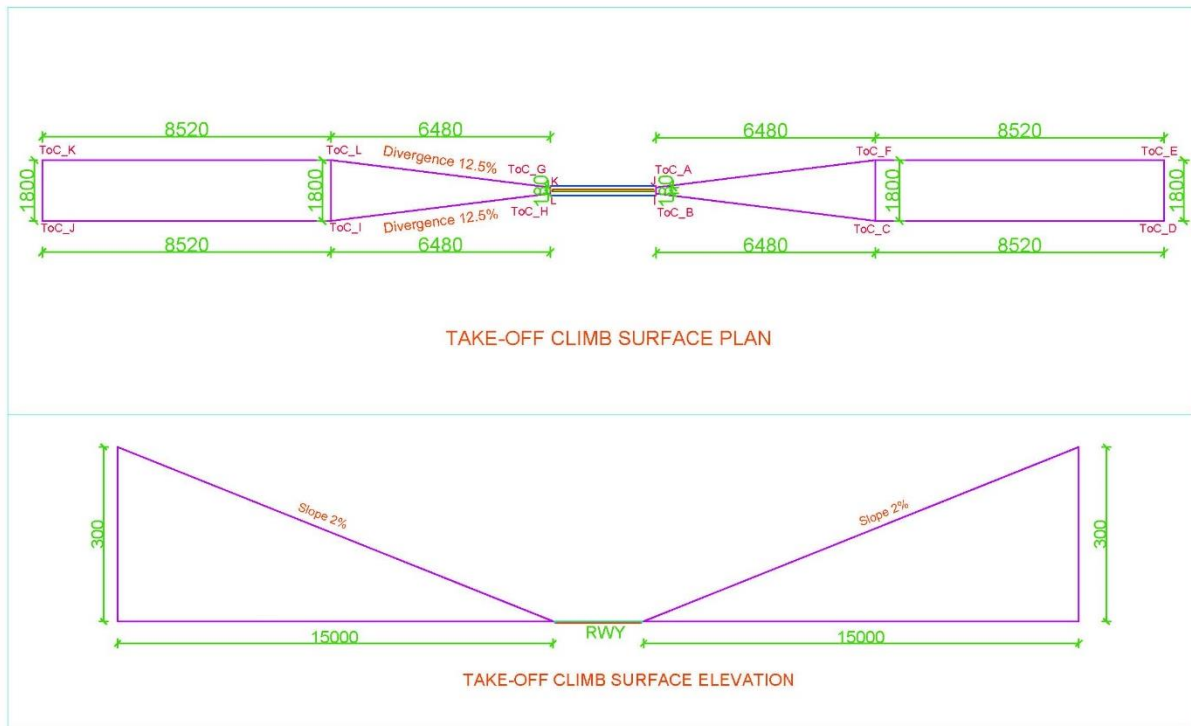 8520 6480 6480 8520
ToC_K ToC_L Divergence 12.5% ToC_G ToC_A ToC_F ToC_E
K
1800 1800 1800 1800
L
ToC_J ToC_I Divergence 12.5% ToC_H ToC_B ToC_C ToC_D
8520 6480 6480 8520
TAKE-OFF CLIMB SURFACE PLAN
Slope 2% Slope 2%
300 300
RWY
15000 15000
TAKE-OFF CLIMB SURFACE ELEVATION